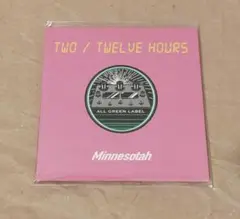 TWO / TWELVE HOURS
ALL GREEN LABEL
Minnesotah